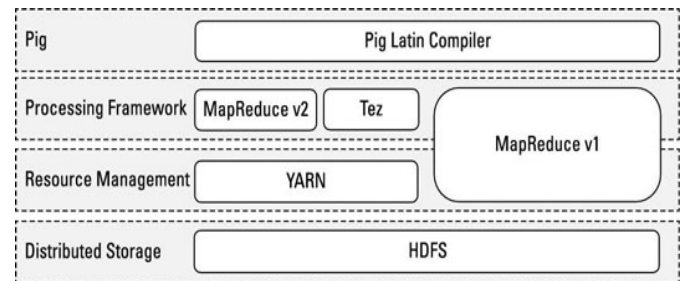 Pig
Pig Latin Compiler
Processing Framework
MapReduce v2
Tez
MapReduce v1
Resource Management
YARN
Distributed Storage
HDFS